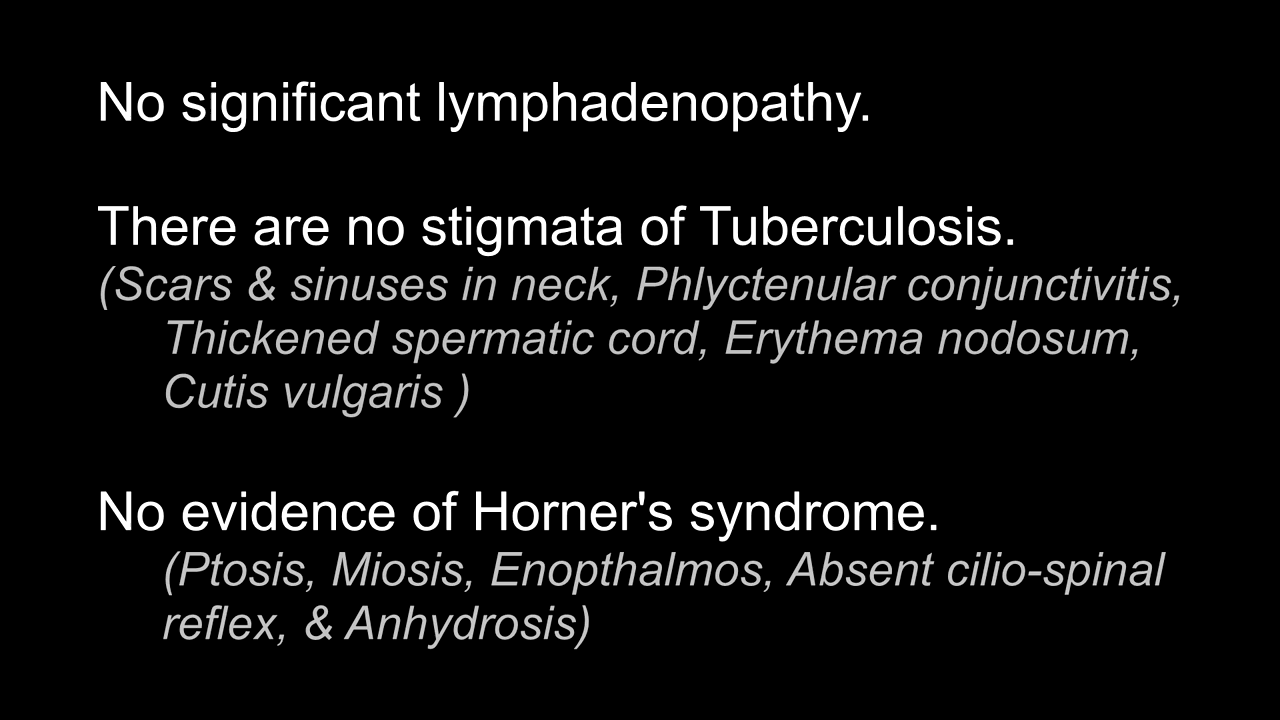 No significant lymphadenopathy.
There are no stigmata of Tuberculosis.
(Scars & sinuses in neck, Phlyctenular conjunctivitis,
Thickened spermatic cord, Erythema nodosum,
Cutis vulgaris )
No evidence of Horner's syndrome.
(Ptosis, Miosis, Enopthalmos, Absent cilio-spinal
reflex, & Anhydrosis)